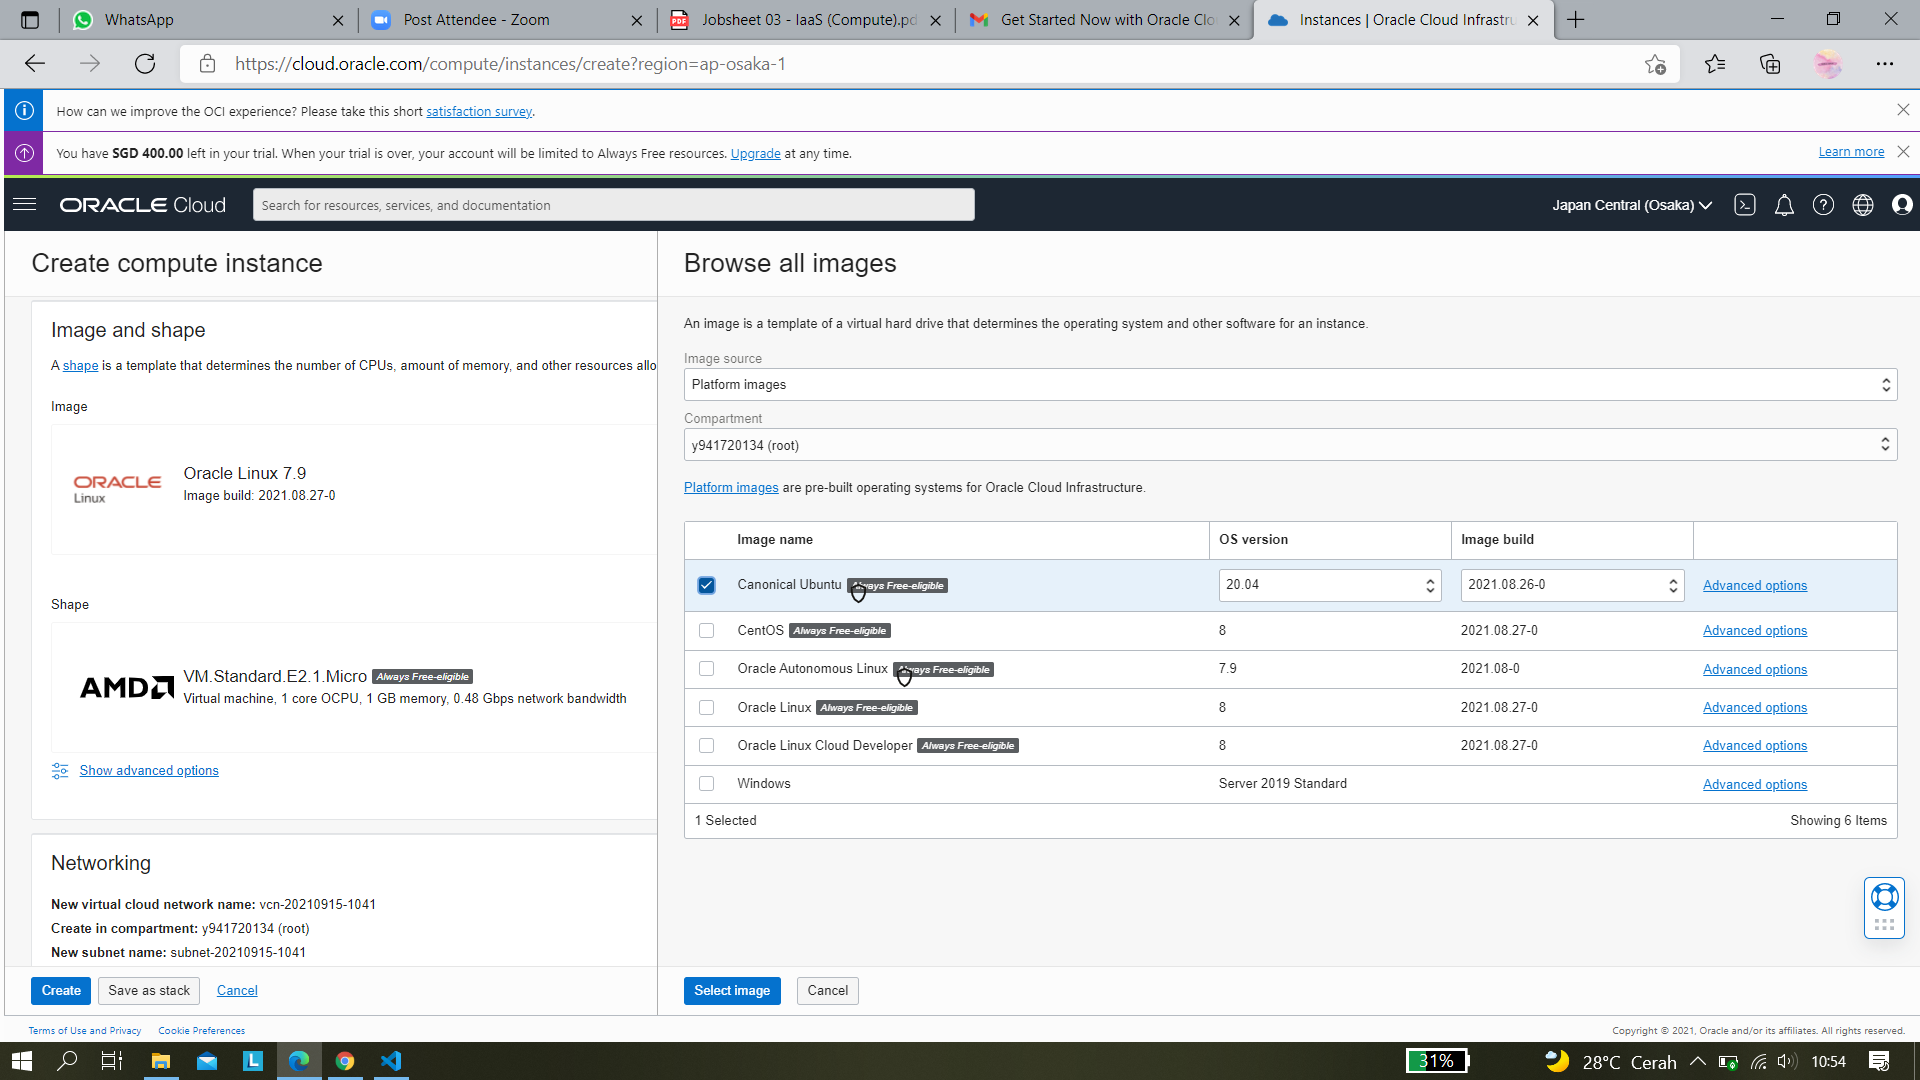 WhatsApp
Post Attendee - Zoom
Jobsheet 03 - IaaS (Compute).pd
Get Started Now with Oracle Clo
Instances | Oracle Cloud Infrastru
https://cloud.oracle.com/compute/instances/create?region=ap-osaka-1
How can we improve the OCI experience? Please take this short satisfaction survey.
You have SGD 400.00 left in your trial. When your trial is over, your account will be limited to Always Free resources. Upgrade at any time.
Learn more
ORACLE Cloud
Search for resources, services, and documentation
Japan Central (Osaka)
Create compute instance
Image and shape
A shape is a template that determines the number of CPUs, amount of memory, and other resources allo
Image
ORACLE
Linux
Oracle Linux 7.9
Image build: 2021.08.27-0
Shape
AMD
VM.Standard.E2.1.Micro Always Free-eligible
Virtual machine, 1 core OCPU, 1 GB memory, 0.48 Gbps network bandwidth
Show advanced options
Networking
New virtual cloud network name: vcn-20210915-1041
Create in compartment: y941720134 (root)
New subnet name: subnet-20210915-1041
Create
Save as stack
Cancel
Browse all images
An image is a template of a virtual hard drive that determines the operating system and other software for an instance.
Image source
Platform images
Compartment
y941720134 (root)
Platform images are pre-built operating systems for Oracle Cloud Infrastructure.
Image name OS version Image build
Canonical Ubuntu Always Free-eligible 20.04 2021.08.26-0 Advanced options
CentOS Always Free-eligible 8 2021.08.27-0 Advanced options
Oracle Autonomous Linux Always Free-eligible 7.9 2021.08-0 Advanced options
Oracle Linux Always Free-eligible 8 2021.08.27-0 Advanced options
Oracle Linux Cloud Developer Always Free-eligible 8 2021.08.27-0 Advanced options
Windows Server 2019 Standard Advanced options
1 Selected
Showing 6 Items
Select image
Cancel
Terms of Use and Privacy
Cookie Preferences
Copyright © 2021, Oracle and/or its affiliates. All rights reserved.
L
31%
28°C Cerah
10:54